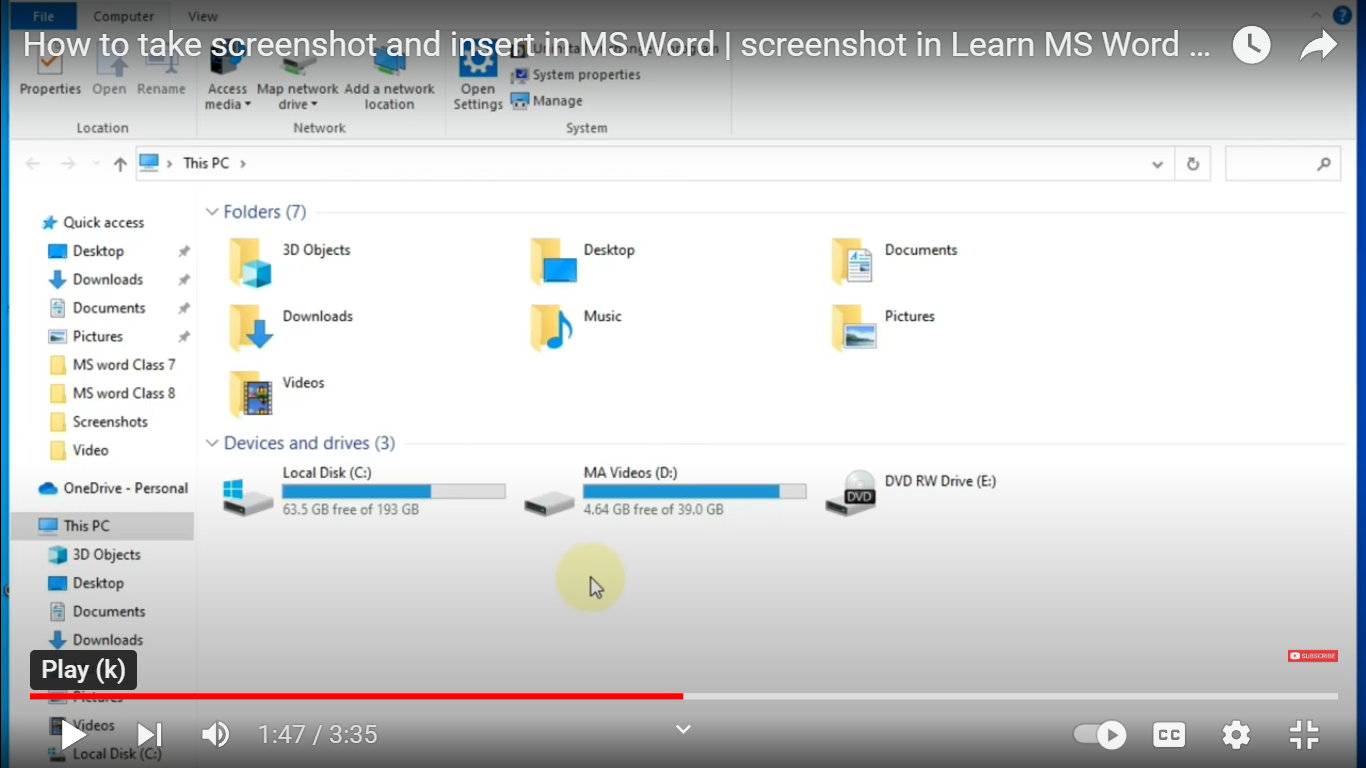 File Computer View
How to take screenshot and insert in MS Word | screenshot in Learn MS Word ...
System properties
Properties Open Rename Access media Map network drive Add a network location Open Settings Manage
Location Network System
This PC
Quick access
Desktop
Downloads
Documents
Pictures
MS word Class 7
MS word Class 8
Screenshots
Video
OneDrive - Personal
This PC
3D Objects
Desktop
Documents
Downloads
Pictures
Videos
Local Disk (C:)
Folders (7)
3D Objects Desktop Documents
Downloads Music Pictures
Videos
Devices and drives (3)
Local Disk (C:)
63.5 GB free of 193 GB
MA Videos (D:)
4.64 GB free of 39.0 GB
DVD
DVD RW Drive (E:)
SUBSCRIBE
Play (k)
1:47 / 3:35
CC